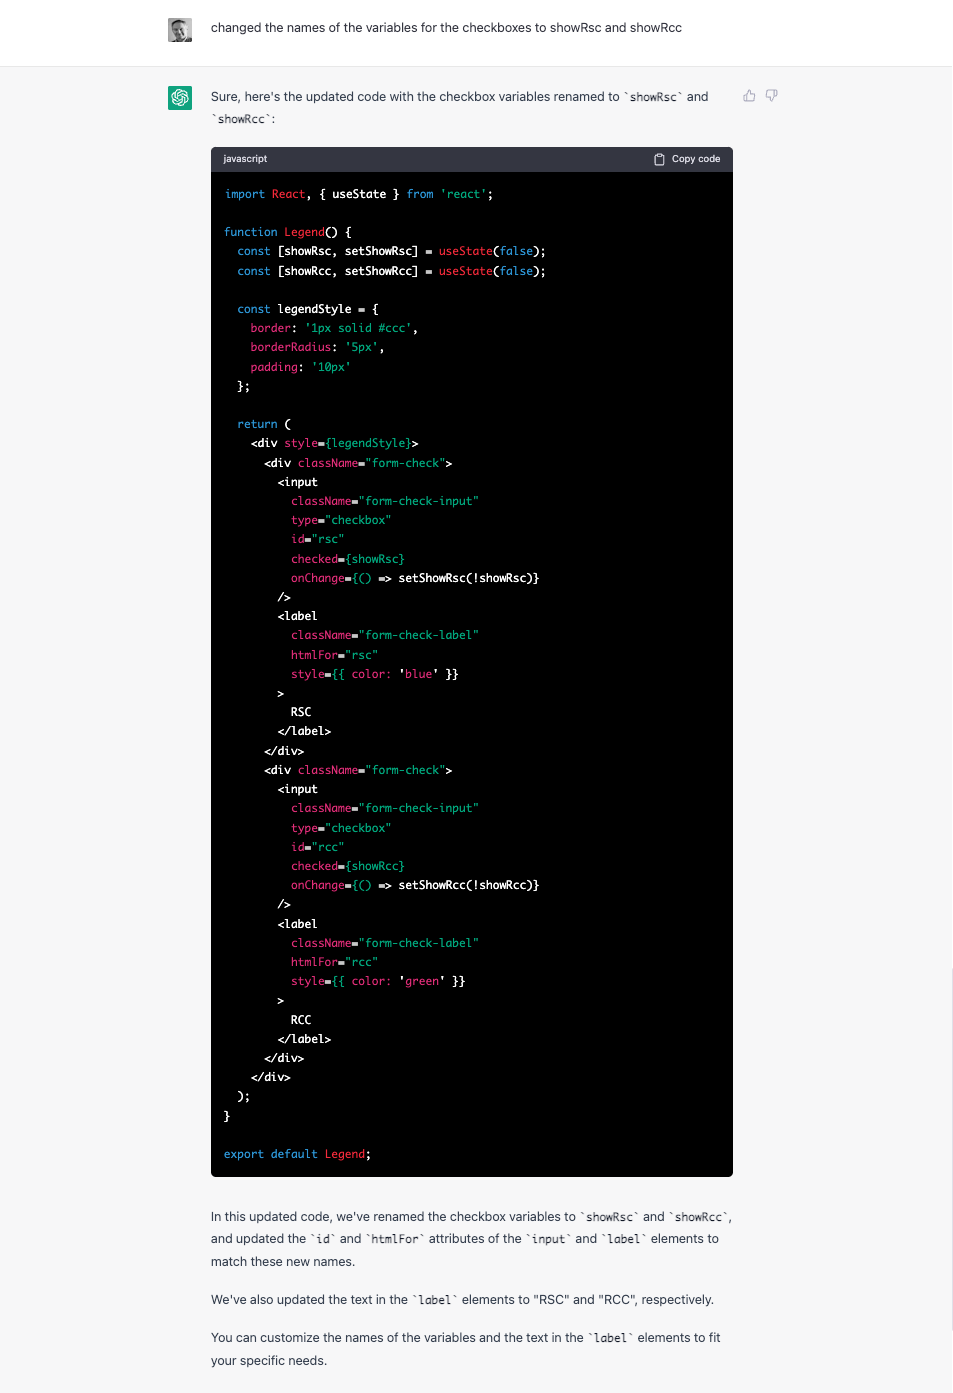 changed the names of the variables for the checkboxes to showRsc and showRcc
Sure, here's the updated code with the checkbox variables renamed to `showRsc` and
`showRcc`:
javascript Copy code
import React, { useState } from 'react';
function Legend() {
const [showRsc, setShowRsc] = useState(false);
const [showRcc, setShowRcc] = useState(false);
const legendStyle = {
border: '1px solid #ccc',
borderRadius: '5px',
padding: '10px'
};
return (
<div style={legendStyle}>
<div className="form-check">
<input
className="form-check-input"
type="checkbox"
id="rsc"
checked={showRsc}
onChange={() => setShowRsc(!showRsc)}
/>
<label
className="form-check-label"
htmlFor="rsc"
style={{ color: 'blue' }}
>
RSC
</label>
</div>
<div className="form-check">
<input
className="form-check-input"
type="checkbox"
id="rcc"
checked={showRcc}
onChange={() => setShowRcc(!showRcc)}
/>
<label
className="form-check-label"
htmlFor="rcc"
style={{ color: 'green' }}
>
RCC
</label>
</div>
</div>
);
}
export default Legend;
In this updated code, we've renamed the checkbox variables to `showRsc` and `showRcc`,
and updated the `id` and `htmlFor` attributes of the `input` and `label` elements to
match these new names.
We've also updated the text in the `label` elements to "RSC" and "RCC", respectively.
You can customize the names of the variables and the text in the `label` elements to fit
your specific needs.